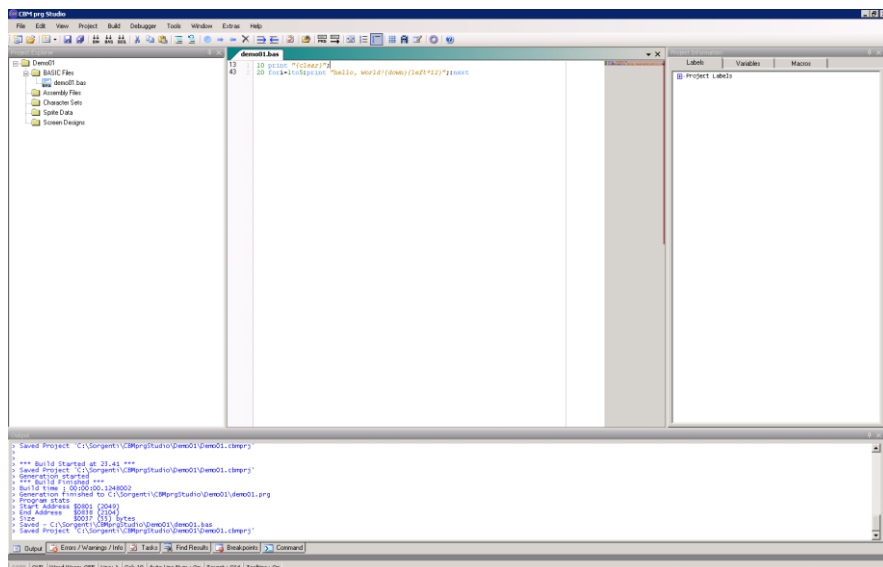 CBM prg Studio
File Edit View Project Build Debugger Tools Window Extras Help
Project Explorer
demo01.bas
Project Information
Demo01
BASIC Files
demo01.bas
Assembly Files
Character Sets
Sprite Data
Screen Designs
13 10 print "{clear}";
43 20 fori=1to5:print "hello, world!{down}{left*12}";:next
Labels Variables Macros
Project Labels
Output
> Saved Project 'C:\Sorgenti\CBMprgStudio\Demo01\Demo01.cbmprj'
>
>
> *** Build Started at 23.41 ***
> Saved Project 'C:\Sorgenti\CBMprgStudio\Demo01\Demo01.cbmprj'
> Generation started
> *** Build Finished ***
> Build time : 00:00:00.1248002
> Generation finished to C:\Sorgenti\CBMprgStudio\Demo01\demo01.prg
> Program stats
> Start Address $0801 (2049)
> End Address $0838 (2104)
> Size $0037 (55) bytes
> Saved - C:\Sorgenti\CBMprgStudio\Demo01\demo01.bas
> Saved Project 'C:\Sorgenti\CBMprgStudio\Demo01\Demo01.cbmprj'
Output Errors / Warnings / Info Tasks Find Results Breakpoints Command